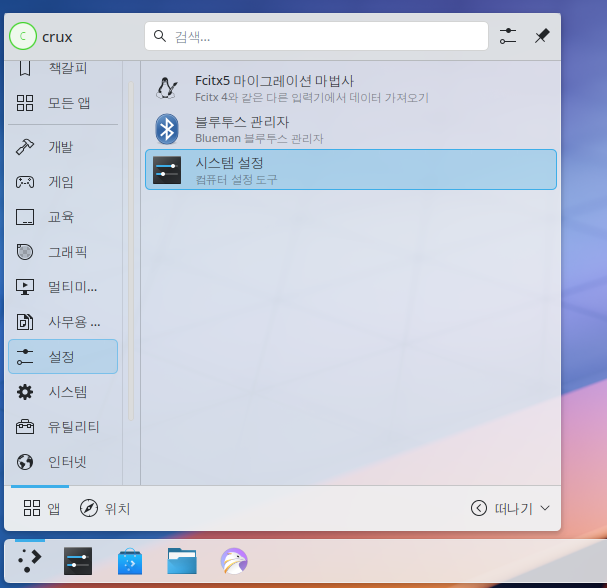 C crux
검색...
책갈피
모든 앱
개발
게임
교육
그래픽
멀티미...
사무용 ...
설정
시스템
유틸리티
인터넷
Fcitx5 마이그레이션 마법사
Fcitx 4와 같은 다른 입력기에서 데이터 가져오기
블루투스 관리자
Blueman 블루투스 관리자
시스템 설정
컴퓨터 설정 도구
앱
위치
떠나기